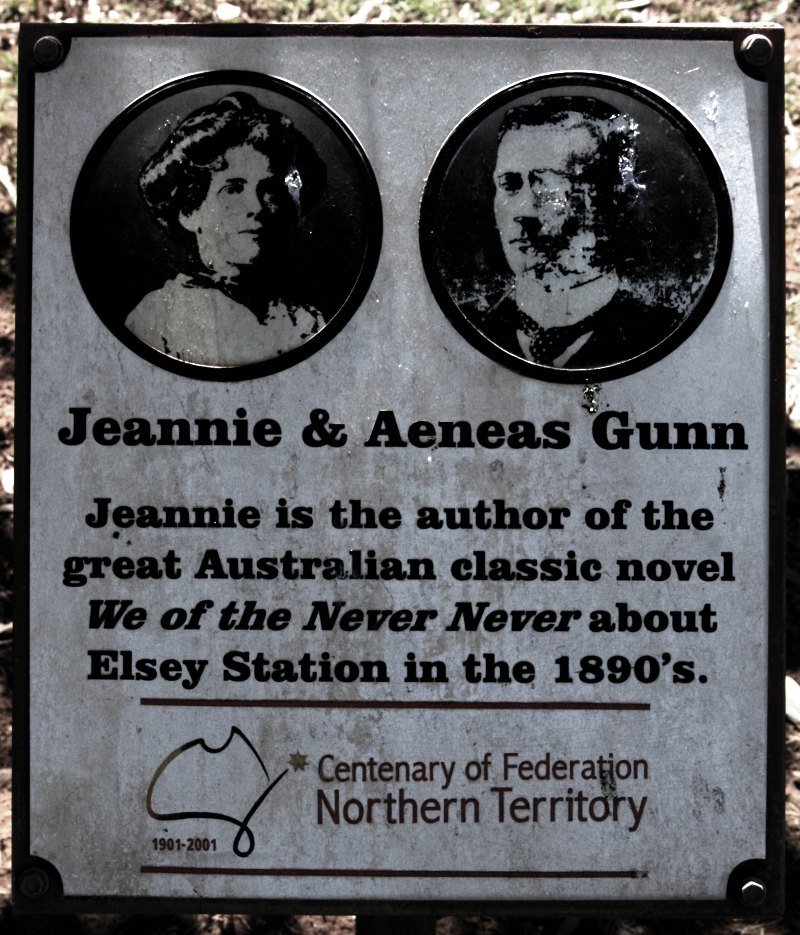 Jeannie & Aeneas Gunn
Jeannie is the author of the
great Australian classic novel
We of the Never Never about
Elsey Station in the 1890's.
Centenary of Federation
Northern Territory
1901-2001